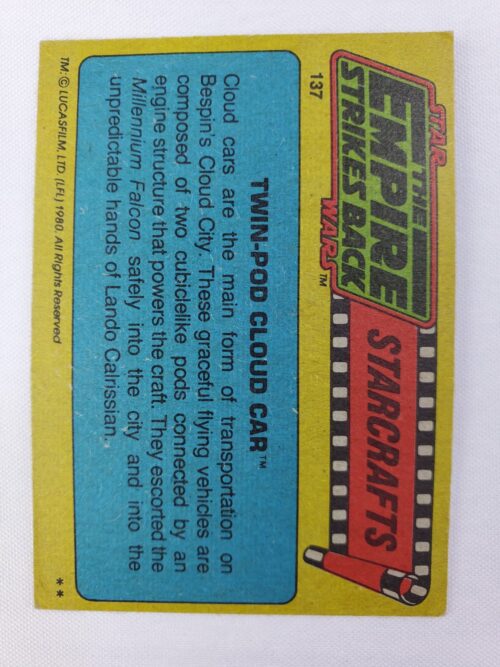 STAR
THE
EMPIRE
STRIKES BACK
WARS™
STARCRAFTS
137
TWIN-POD CLOUD CAR™
Cloud cars are the main form of transportation on
Bespin's Cloud City. These graceful flying vehicles are
composed of two cubiclelike pods connected by an
engine structure that powers the craft. They escorted the
Millennium Falcon safely into the city and into the
unpredictable hands of Lando Calrissian.
TM: © LUCASFILM, LTD. (LFL) 1980. All Rights Reserved
**